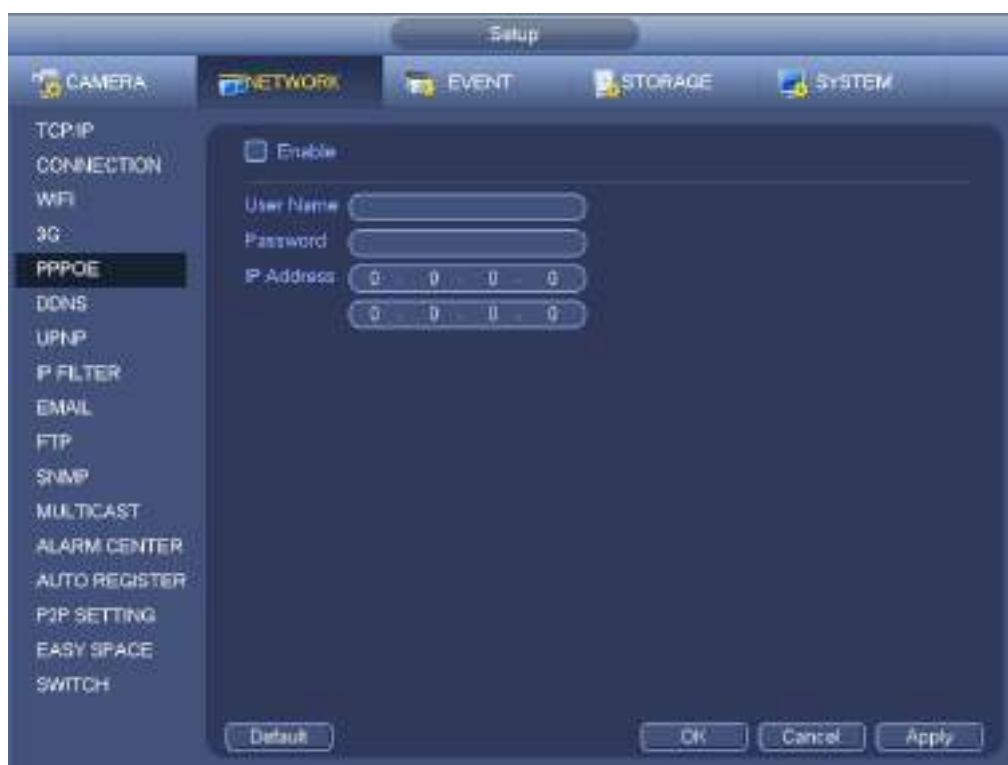 Setup
CAMERA NETWORK EVENT STORAGE SYSTEM
TCP/IP
CONNECTION
WIFI
3G
PPPOE
DDNS
UPNP
IP FILTER
EMAIL
FTP
SNMP
MULTICAST
ALARM CENTER
AUTO REGISTER
P2P SETTING
EASY SPACE
SWITCH
Enable
User Name
Password
IP Address 0 . 0 . 0 . 0
0 . 0 . 0 . 0
Default OK Cancel Apply